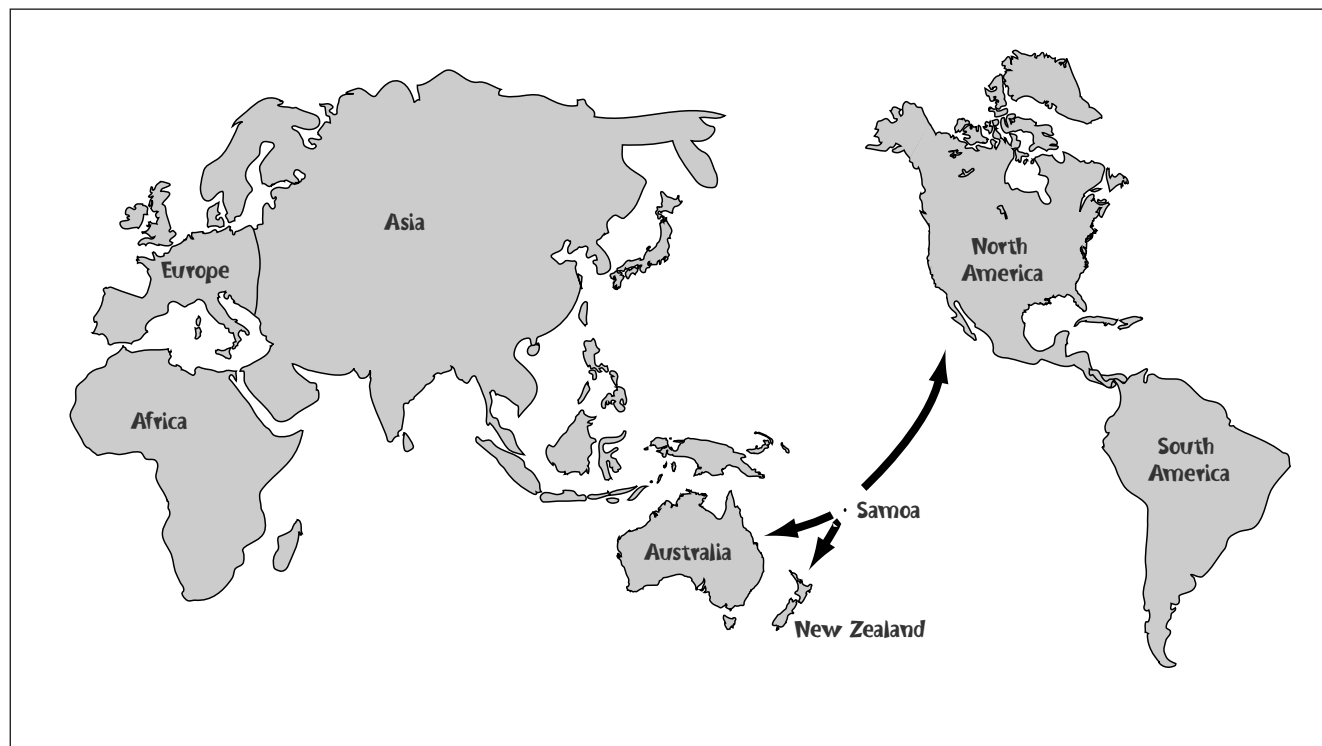 Asia
Europe
North
America
Africa
South
America
Samoa
Australia
New Zealand